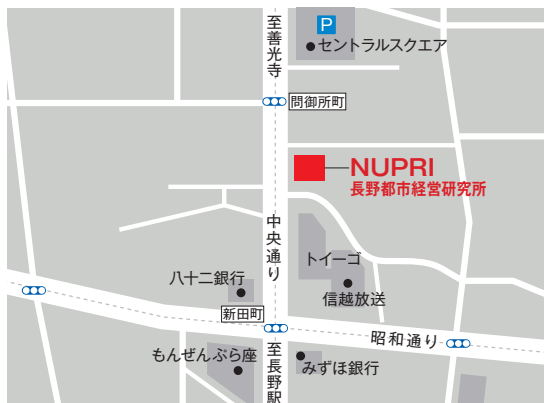 至善光寺
P
セントラルスクエア
問御所町
NUPRI
長野都市経営研究所
中央通り
トイーゴ
八十二銀行
信越放送
新田町
昭和通り
もんぜんぷら座
至長野駅
みずほ銀行